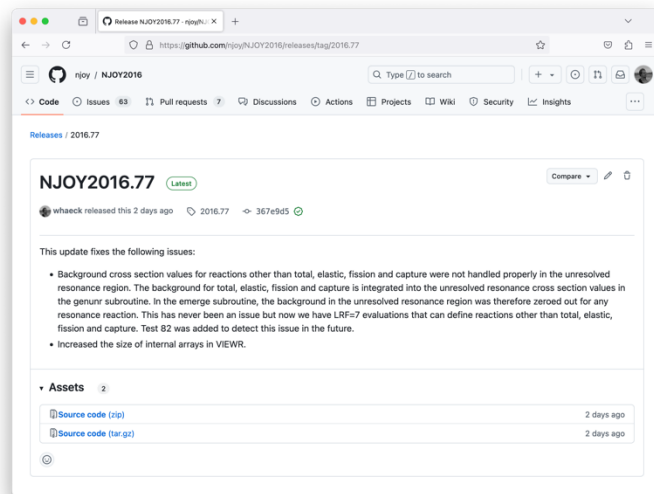 Release NJOY2016.77 · njoy/NJO
https://github.com/njoy/NJOY2016/releases/tag/2016.77
njoy / NJOY2016
Type / to search
Code Issues 63 Pull requests 7 Discussions Actions Projects Wiki Security Insights
Releases / 2016.77
NJOY2016.77 Latest
Compare
whaeck released this 2 days ago 2016.77 367e9d5
This update fixes the following issues:
• Background cross section values for reactions other than total, elastic, fission and capture were not handled properly in the unresolved
resonance region. The background for total, elastic, fission and capture is integrated into the unresolved resonance cross section values in
the genunr subroutine. In the emerge subroutine, the background in the unresolved resonance region was therefore zeroed out for any
resonance reaction. This has never been an issue but now we have LRF=7 evaluations that can define reactions other than total, elastic,
fission and capture. Test 82 was added to detect this issue in the future.
• Increased the size of internal arrays in VIEWR.
Assets 2
Source code (zip) 2 days ago
Source code (tar.gz) 2 days ago